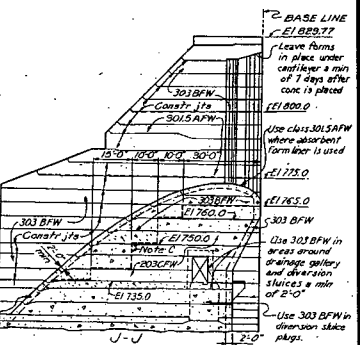 BASE LINE
El 829.77
Leave forms
in place under
cantilever a min
of 7 days after
conc is placed
303 BFW
Constr jts
301.5 AFW
El 800.0
Use class 301.5 AFW
where absorbent
form liner is used
15'-0" 10'-0" 10'-0" 30'-0"
El 775.0
303 BFW
El 765.0
El 760.0
303 BFW
303 BFW
Constr jts
El 750.0
Note
Use 303 BFW in
areas around
drainage gallery
and diversion
sluices a min
of 2'-0"
2'-0"
min
203 CFW
El 735.0
Use 303 BFW in
diversion sluice
plugs.
J-J
2'-0"